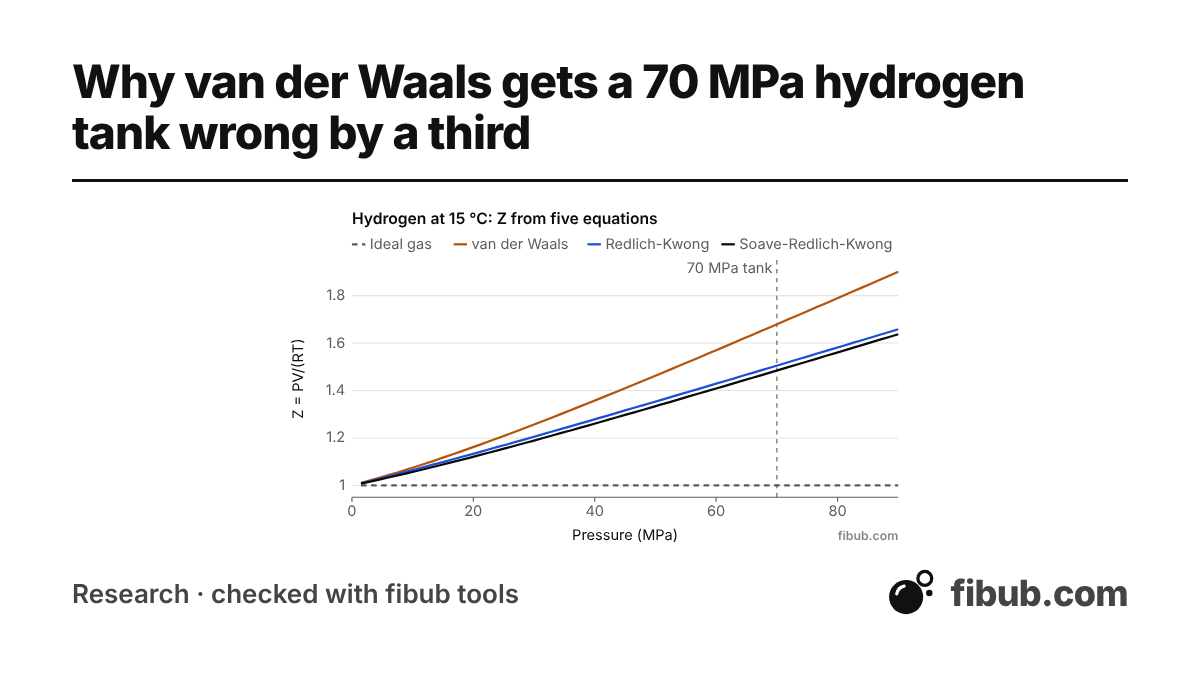 Why van der Waals gets a 70 MPa hydrogen
tank wrong by a third
Hydrogen at 15 °C: Z from five equations
Ideal gas van der Waals Redlich-Kwong Soave-Redlich-Kwong
70 MPa tank
1.8
1.6
1.4
1.2
1
Z = PV/(RT)
0 20 40 60 80
Pressure (MPa)
fibub.com
Research · checked with fibub tools
fibub.com